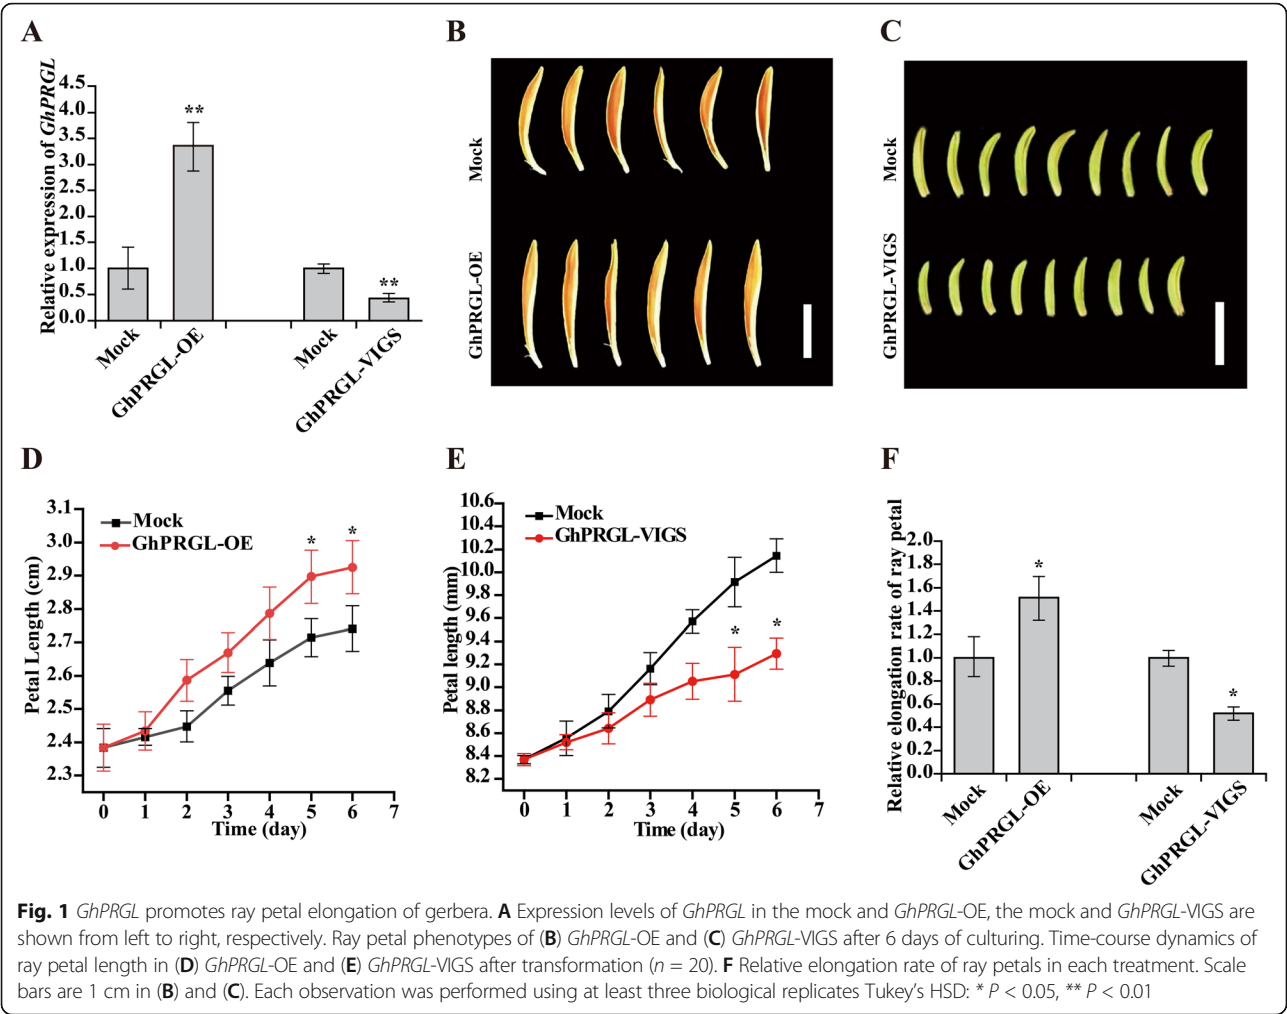 A
Relative expression of GhPRGL
4.5
4.0
3.5
3.0
2.5
2.0
1.5
1.0
0.5
0.0
**
**
Mock
GhPRGL-OE
Mock
GhPRGL-VIGS
B
Mock
GhPRGL-OE
C
Mock
GhPRGL-VIGS
D
Petal Length (cm)
3.1
3.0
2.9
2.8
2.7
2.6
2.5
2.4
2.3
Mock
GhPRGL-OE
* *
0 1 2 3 4 5 6 7
Time (day)
E
Petal length (mm)
10.6
10.4
10.2
10.0
9.8
9.6
9.4
9.2
9.0
8.8
8.6
8.4
8.2
Mock
GhPRGL-VIGS
* *
0 1 2 3 4 5 6 7
Time (day)
F
Relative elongation rate of ray petal
2.0
1.8
1.6
1.4
1.2
1.0
0.8
0.6
0.4
0.2
0.0
*
*
Mock
GhPRGL-OE
Mock
GhPRGL-VIGS
Fig. 1 GhPRGL promotes ray petal elongation of gerbera. A Expression levels of GhPRGL in the mock and GhPRGL-OE, the mock and GhPRGL-VIGS are
shown from left to right, respectively. Ray petal phenotypes of (B) GhPRGL-OE and (C) GhPRGL-VIGS after 6 days of culturing. Time-course dynamics of
ray petal length in (D) GhPRGL-OE and (E) GhPRGL-VIGS after transformation (n = 20). F Relative elongation rate of ray petals in each treatment. Scale
bars are 1 cm in (B) and (C). Each observation was performed using at least three biological replicates Tukey's HSD: * P < 0.05, ** P < 0.01